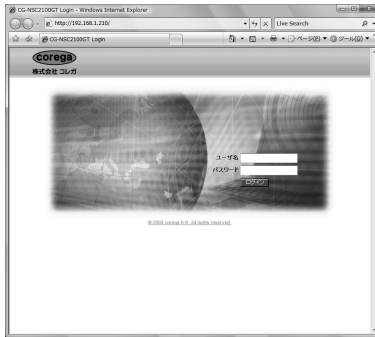 CG-NSC2100GT Login - Windows Internet Explorer
http://192.168.1.210/
Live Search
CG-NSC2100GT Login
ページ(P) ツール(O)
corega
株式会社 コレガ
ユーザ名
パスワード
ログイン
© 2008 corega K.K. All rights reserved.